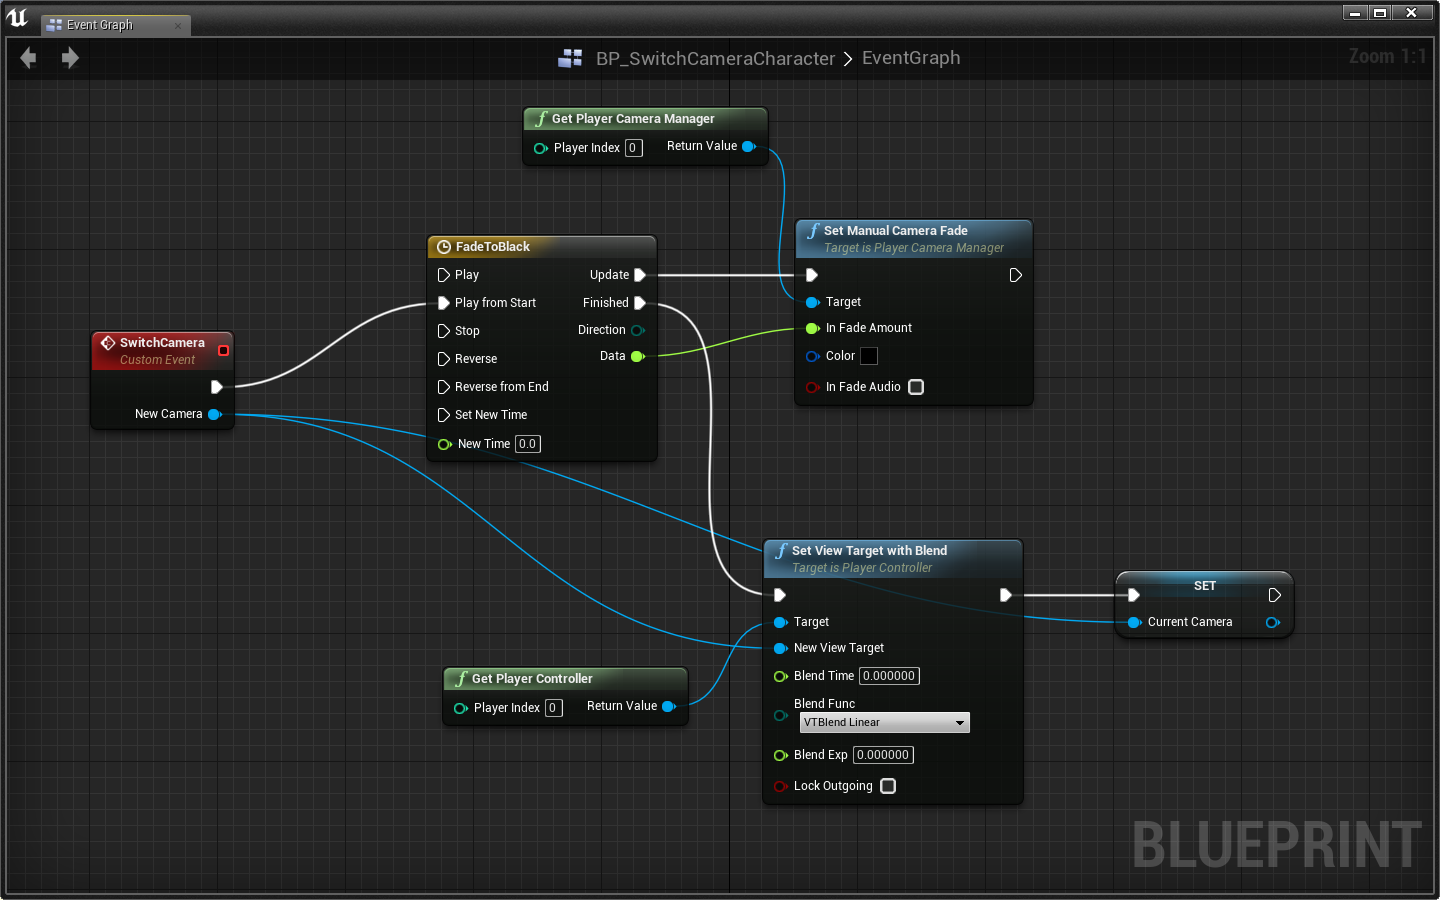 Event Graph
BP_SwitchCameraCharacter > EventGraph
Zoom 1:1
f Get Player Camera Manager
Player Index 0 Return Value
f Set Manual Camera Fade
Target is Player Camera Manager
Target
In Fade Amount
Color
In Fade Audio
FadeToBlack
Play Update
Play from Start Finished
Stop Direction
Reverse Data
Reverse from End
Set New Time
New Time 0.0
SwitchCamera
Custom Event
New Camera
f Set View Target with Blend
Target is Player Controller
Target
New View Target
Blend Time 0.000000
Blend Func
VTBlend Linear
Blend Exp 0.000000
Lock Outgoing
SET
Current Camera
f Get Player Controller
Player Index 0 Return Value
BLUEPRINT